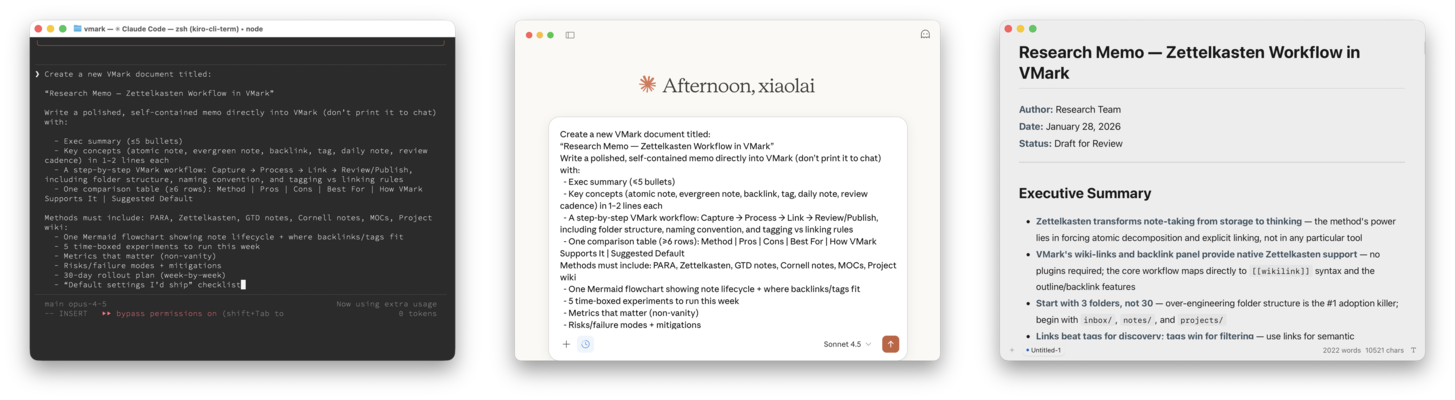 vmark — ✳ Claude Code — zsh (kiro-cli-term) • node
❯ Create a new VMark document titled:
"Research Memo — Zettelkasten Workflow in VMark"
Write a polished, self-contained memo directly into VMark (don't print it to chat)
with:
- Exec summary (≤5 bullets)
- Key concepts (atomic note, evergreen note, backlink, tag, daily note, review
cadence) in 1–2 lines each
- A step-by-step VMark workflow: Capture → Process → Link → Review/Publish,
including folder structure, naming convention, and tagging vs linking rules
- One comparison table (≥6 rows): Method | Pros | Cons | Best For | How VMark
Supports It | Suggested Default
Methods must include: PARA, Zettelkasten, GTD notes, Cornell notes, MOCs, Project
wiki:
- One Mermaid flowchart showing note lifecycle + where backlinks/tags fit
- 5 time-boxed experiments to run this week
- Metrics that matter (non-vanity)
- Risks/failure modes + mitigations
- 30-day rollout plan (week-by-week)
- "Default settings I'd ship" checklist
main opus-4-5 Now using extra usage
-- INSERT ▸▸ bypass permissions on (shift+Tab to 0 tokens
Afternoon, xiaolai
Create a new VMark document titled:
"Research Memo — Zettelkasten Workflow in VMark"
Write a polished, self-contained memo directly into VMark (don't print it to chat)
with:
- Exec summary (≤5 bullets)
- Key concepts (atomic note, evergreen note, backlink, tag, daily note, review
cadence) in 1–2 lines each
- A step-by-step VMark workflow: Capture → Process → Link → Review/Publish,
including folder structure, naming convention, and tagging vs linking rules
- One comparison table (≥6 rows): Method | Pros | Cons | Best For | How VMark
Supports It | Suggested Default
Methods must include: PARA, Zettelkasten, GTD notes, Cornell notes, MOCs, Project
wiki
- One Mermaid flowchart showing note lifecycle + where backlinks/tags fit
- 5 time-boxed experiments to run this week
- Metrics that matter (non-vanity)
- Risks/failure modes + mitigations
Sonnet 4.5
Research Memo — Zettelkasten Workflow in
VMark
Author: Research Team
Date: January 28, 2026
Status: Draft for Review
Executive Summary
• Zettelkasten transforms note-taking from storage to thinking — the method's power
lies in forcing atomic decomposition and explicit linking, not in any particular tool
• VMark's wiki-links and backlink panel provide native Zettelkasten support — no
plugins required; the core workflow maps directly to [[wikilink]] syntax and the
outline/backlink features
• Start with 3 folders, not 30 — over-engineering folder structure is the #1 adoption killer;
begin with inbox/, notes/, and projects/
• Links beat tags for discovery; tags win for filtering — use links for semantic
+ • Untitled-1 2022 words 10521 chars T